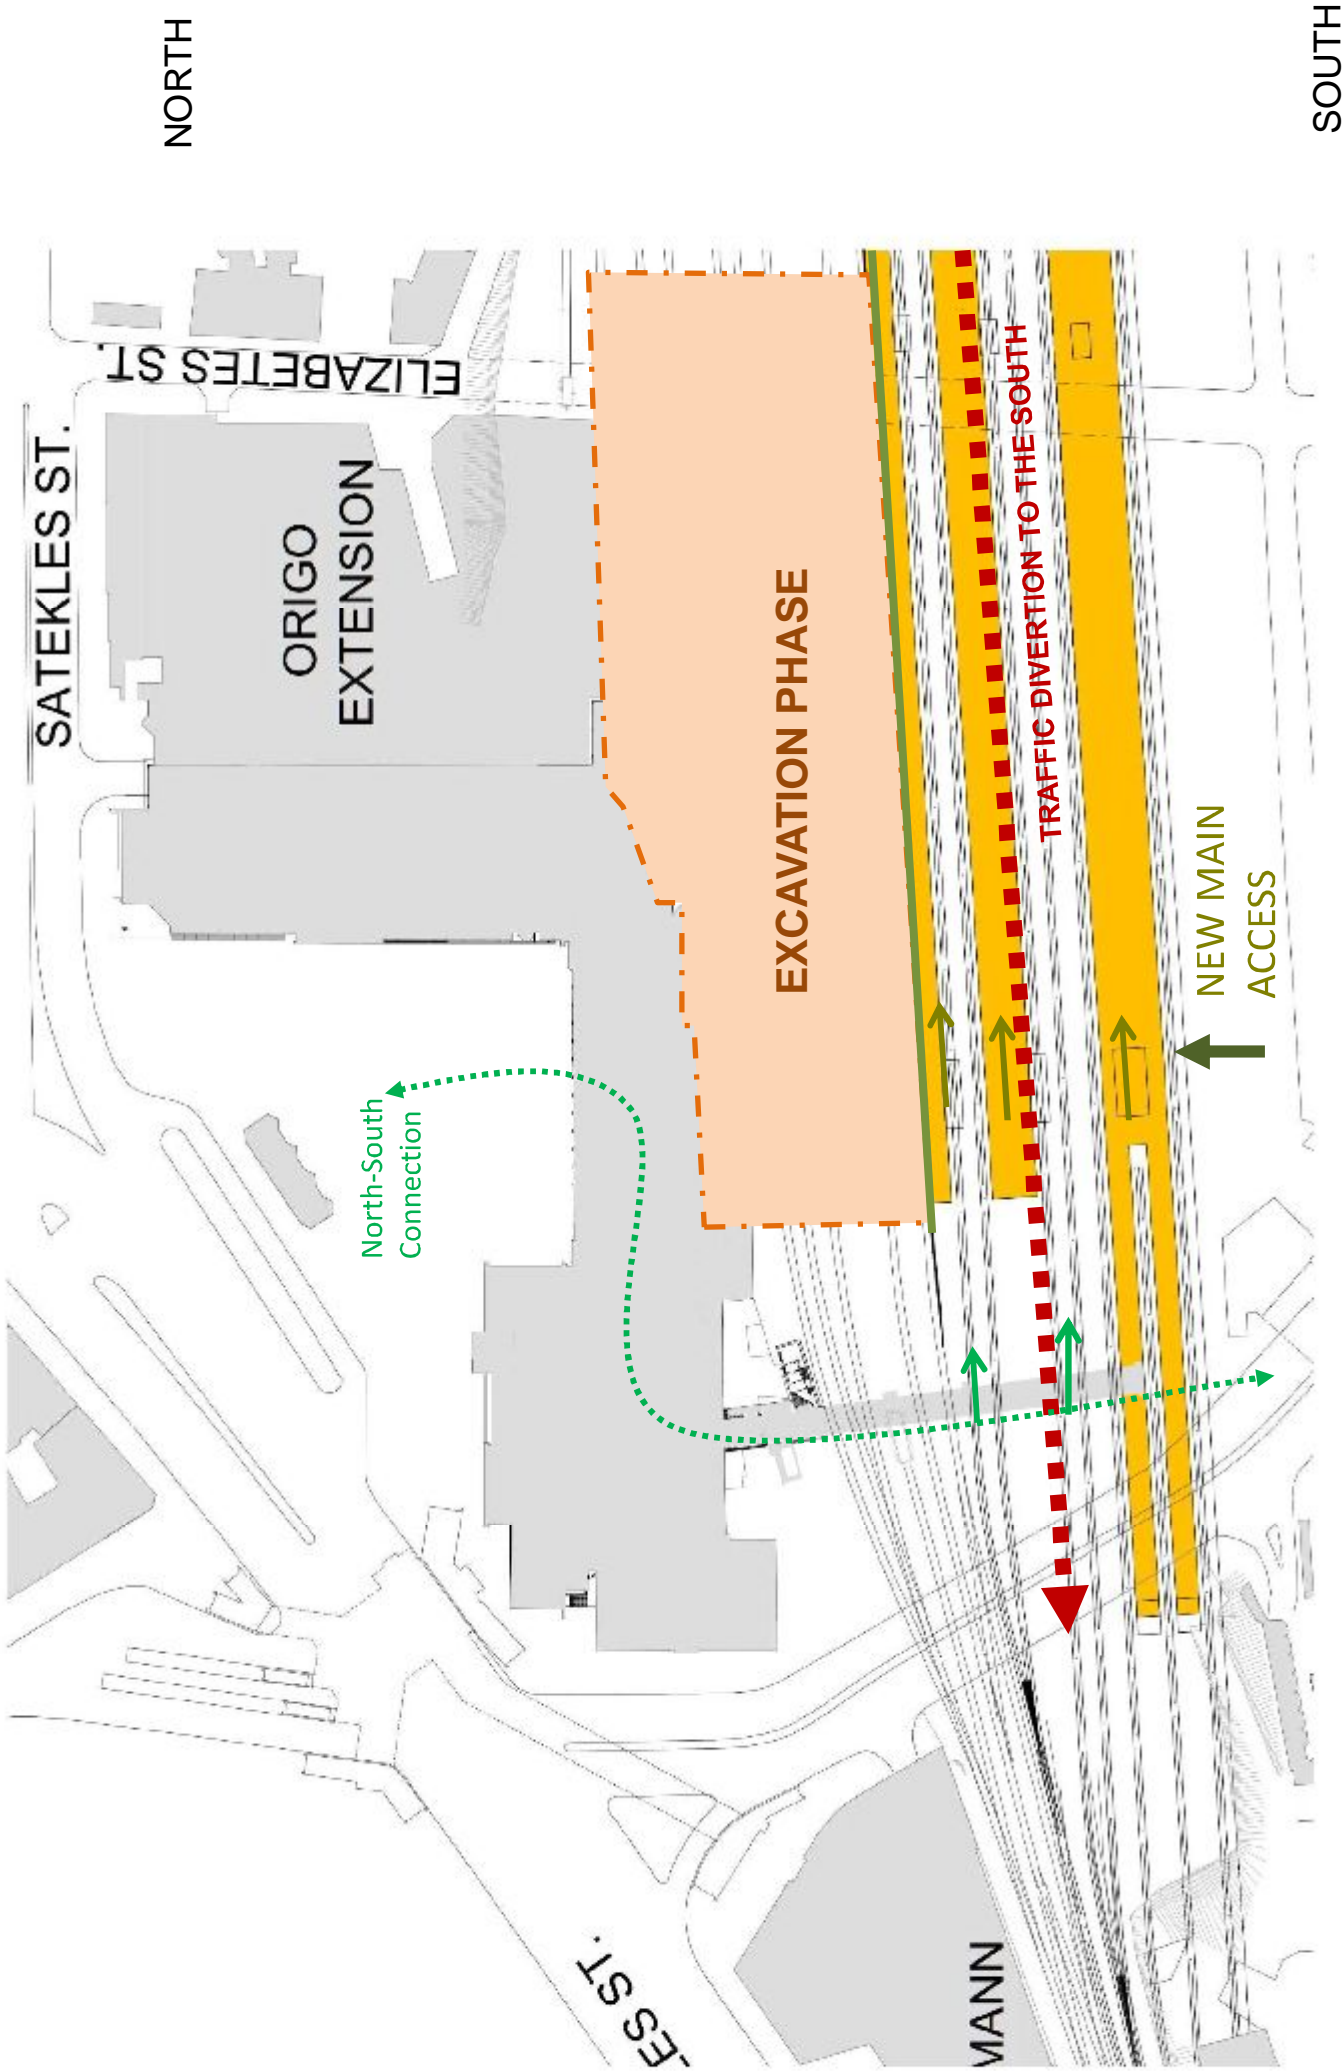 NORTH
SOUTH
SATEKLES ST.
ELIZABETES ST.
ORIGO
EXTENSION
EXCAVATION PHASE
TRAFFIC DIVERTION TO THE SOUTH
NEW MAIN
ACCESS
North-South
Connection
LES ST.
MANN